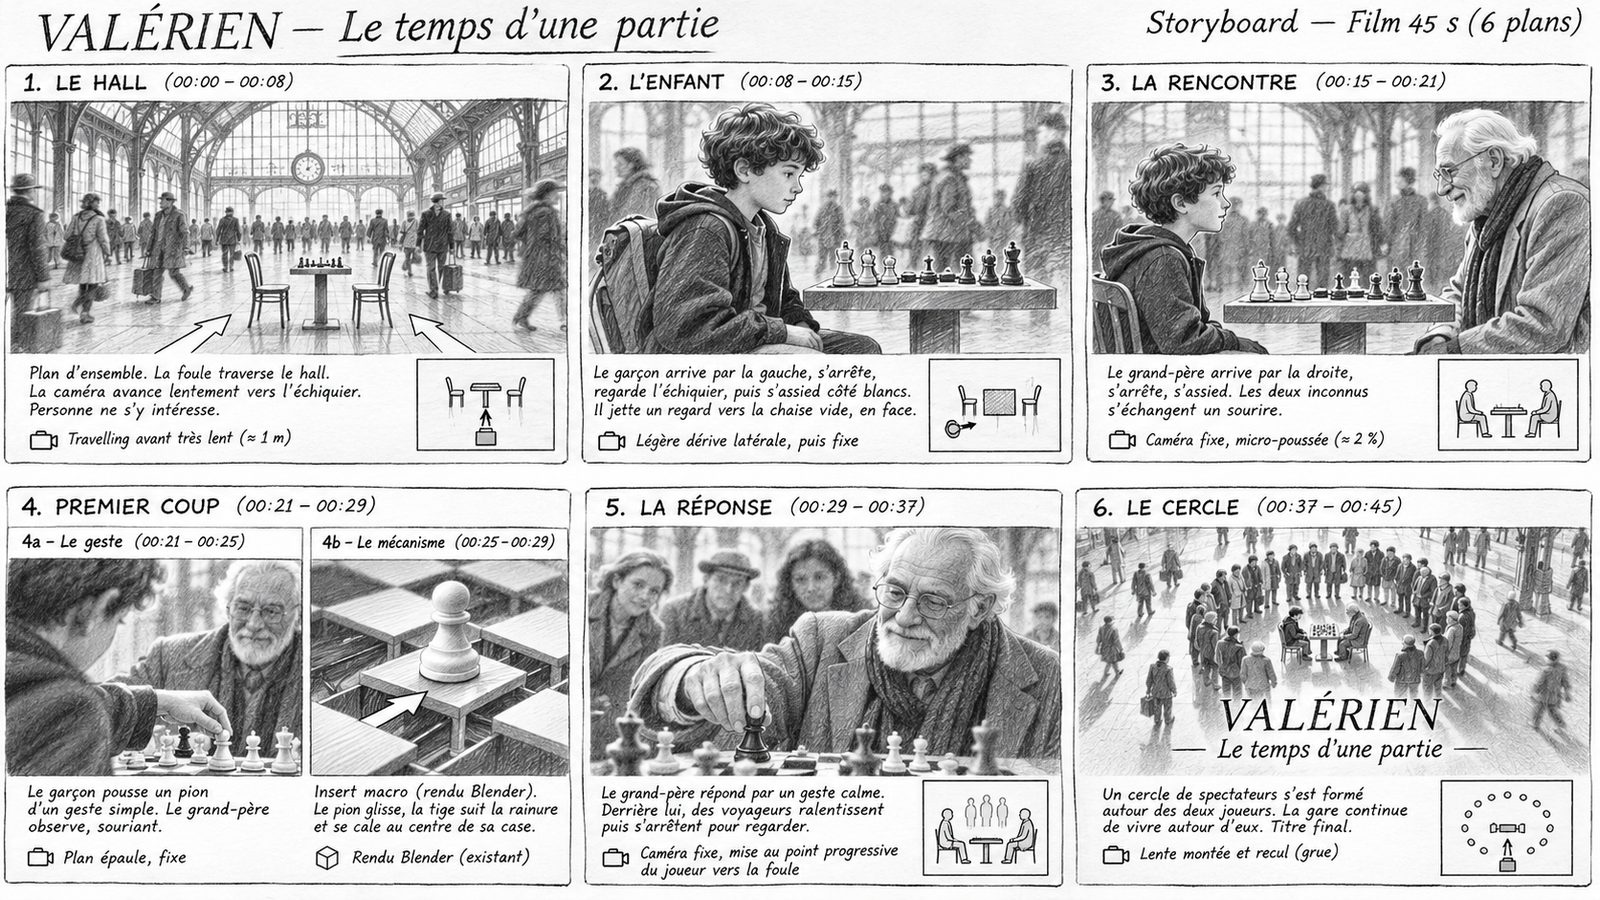 VALÉRIEN – Le temps d'une partie
Storyboard – Film 45 s (6 plans)
1. LE HALL (00:00 – 00:08)
Plan d'ensemble. La foule traverse le hall.
La caméra avance lentement vers l'échiquier.
Personne ne s'y intéresse.
Travelling avant très lent (≈ 1 m)
2. L'ENFANT (00:08 – 00:15)
Le garçon arrive par la gauche, s'arrête,
regarde l'échiquier, puis s'assied côté blancs.
Il jette un regard vers la chaise vide, en face.
Légère dérive latérale, puis fixe
3. LA RENCONTRE (00:15 – 00:21)
Le grand-père arrive par la droite,
s'arrête, s'assied. Les deux inconnus
s'échangent un sourire.
Caméra fixe, micro-poussée (≈ 2 %)
4. PREMIER COUP (00:21 – 00:29)
4a – Le geste (00:21 – 00:25)
Le garçon pousse un pion
d'un geste simple. Le grand-père
observe, souriant.
Plan épaule, fixe
4b – Le mécanisme (00:25 – 00:29)
Insert macro (rendu Blender).
Le pion glisse, la tige suit la rainure
et se cale au centre de sa case.
Rendu Blender (existant)
5. LA RÉPONSE (00:29 – 00:37)
Le grand-père répond par un geste calme.
Derrière lui, des voyageurs ralentissent
puis s'arrêtent pour regarder.
Caméra fixe, mise au point progressive
du joueur vers la foule
6. LE CERCLE (00:37 – 00:45)
VALÉRIEN
— Le temps d'une partie —
Un cercle de spectateurs s'est formé
autour des deux joueurs. La gare continue
de vivre autour d'eux. Titre final.
Lente montée et recul (grue)